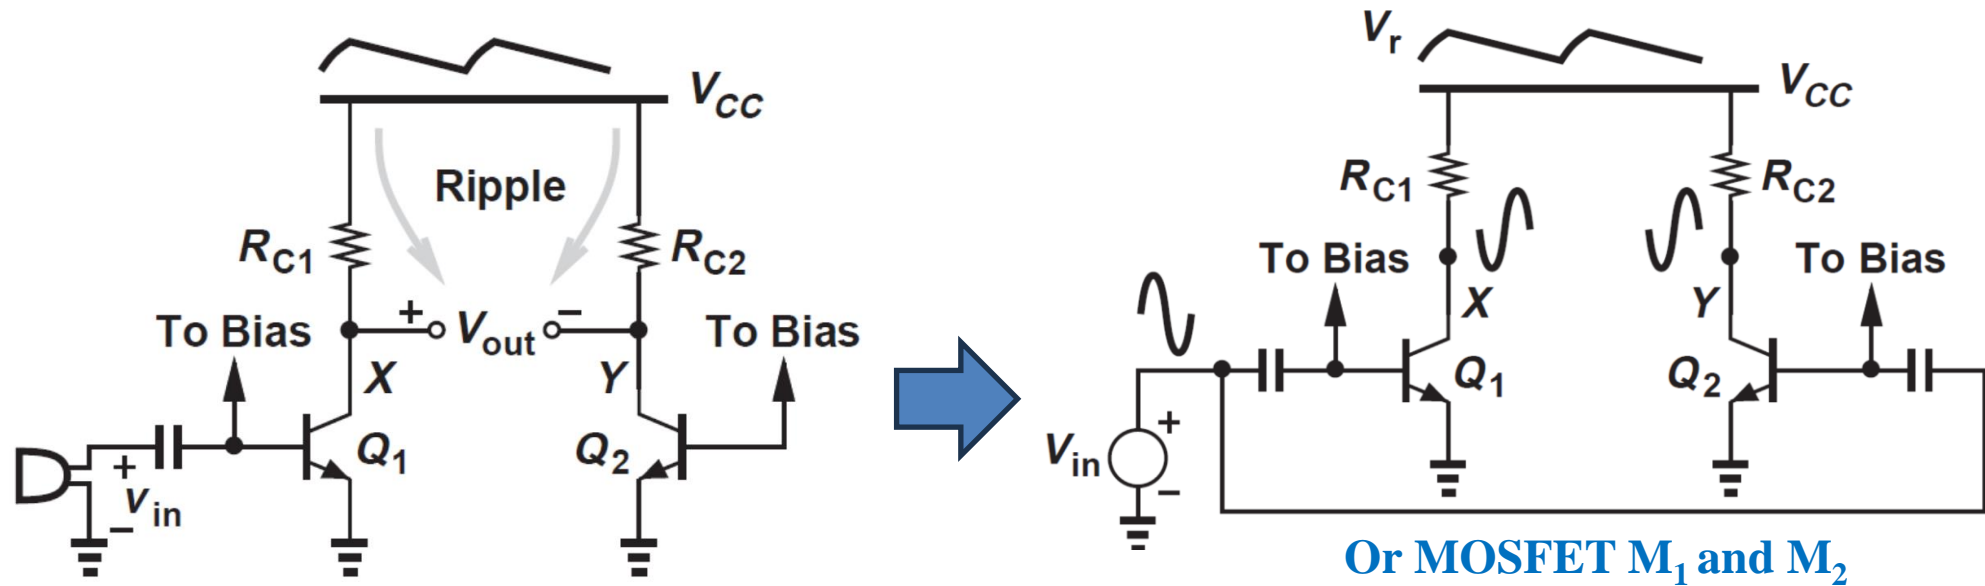 V_CC
Ripple
R_C1
R_C2
To Bias
+ V_out −
To Bias
X
Y
Q_1
Q_2
+
V_in
−
V_r
V_CC
R_C1
R_C2
To Bias
To Bias
X
Y
Q_1
Q_2
+
V_in
−
Or MOSFET M_1 and M_2